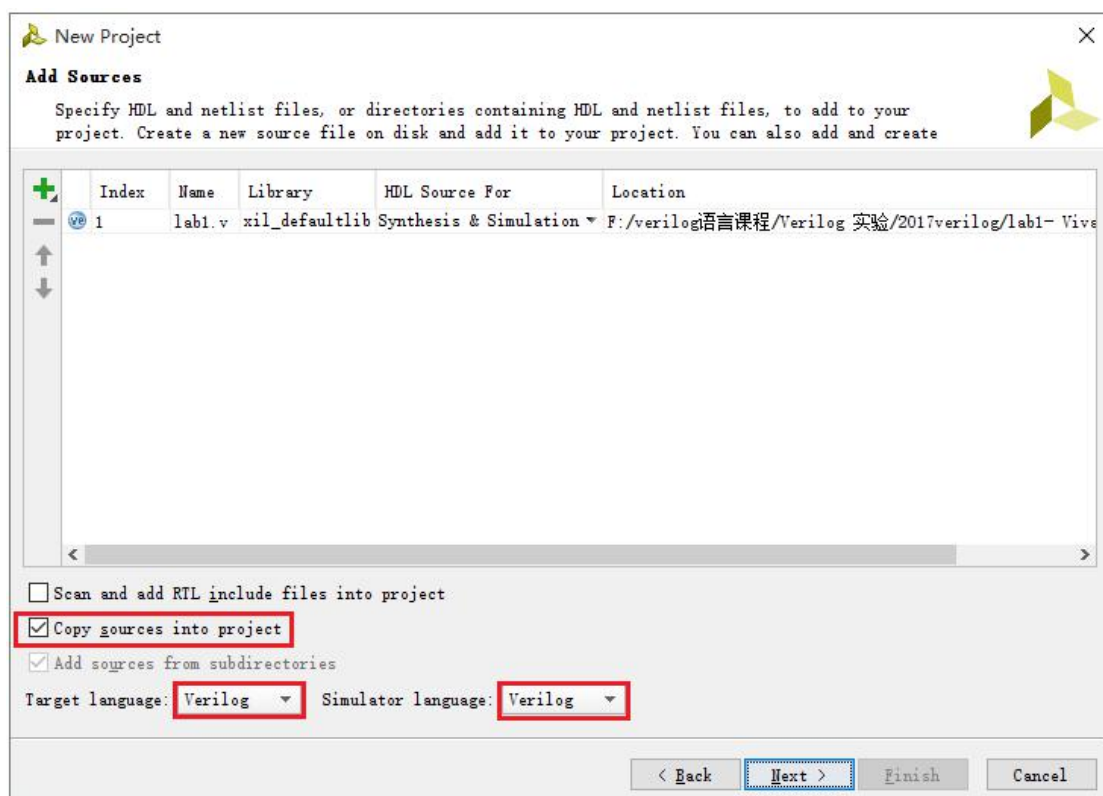 New Project
Add Sources
Specify HDL and netlist files, or directories containing HDL and netlist files, to add to your
project. Create a new source file on disk and add it to your project. You can also add and create
Index Name Library HDL Source For Location
1 lab1.v xil_defaultlib Synthesis & Simulation F:/verilog语言课程/Verilog 实验/2017verilog/lab1- Viva
Scan and add RTL include files into project
Copy sources into project
Add sources from subdirectories
Target language: Verilog Simulator language: Verilog
< Back Next > Finish Cancel